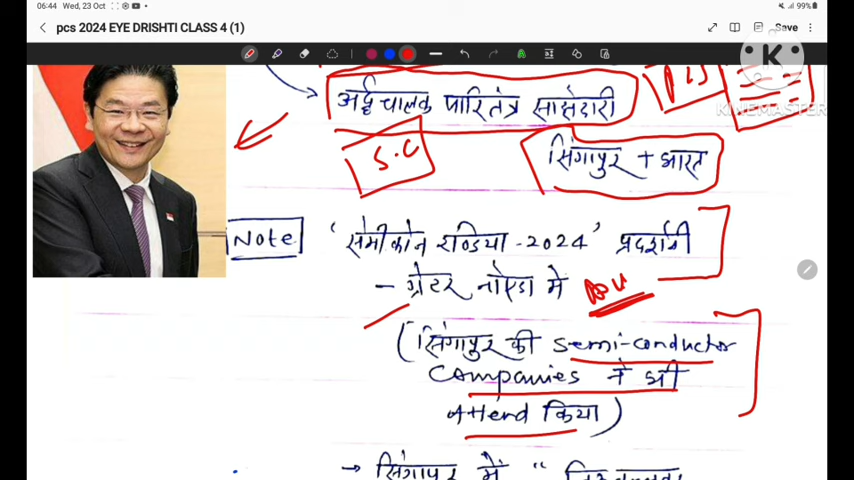 06:44 Mon, 23 Oct
99%
pcs 2024 EYE DRISHTI CLASS 4 (1)
Save
K
KINEMASTER
अर्द्धचालक पारितंत्र साझेदारी
S.C
सिंगापुर + भारत
Note
'सेमीकोन इण्डिया-2024' प्रदर्शनी
- ग्रेटर नोएडा में
(सिंगापुर की semi-conductor
companies ने भी
attend किया)
→ सिंगापुर में "